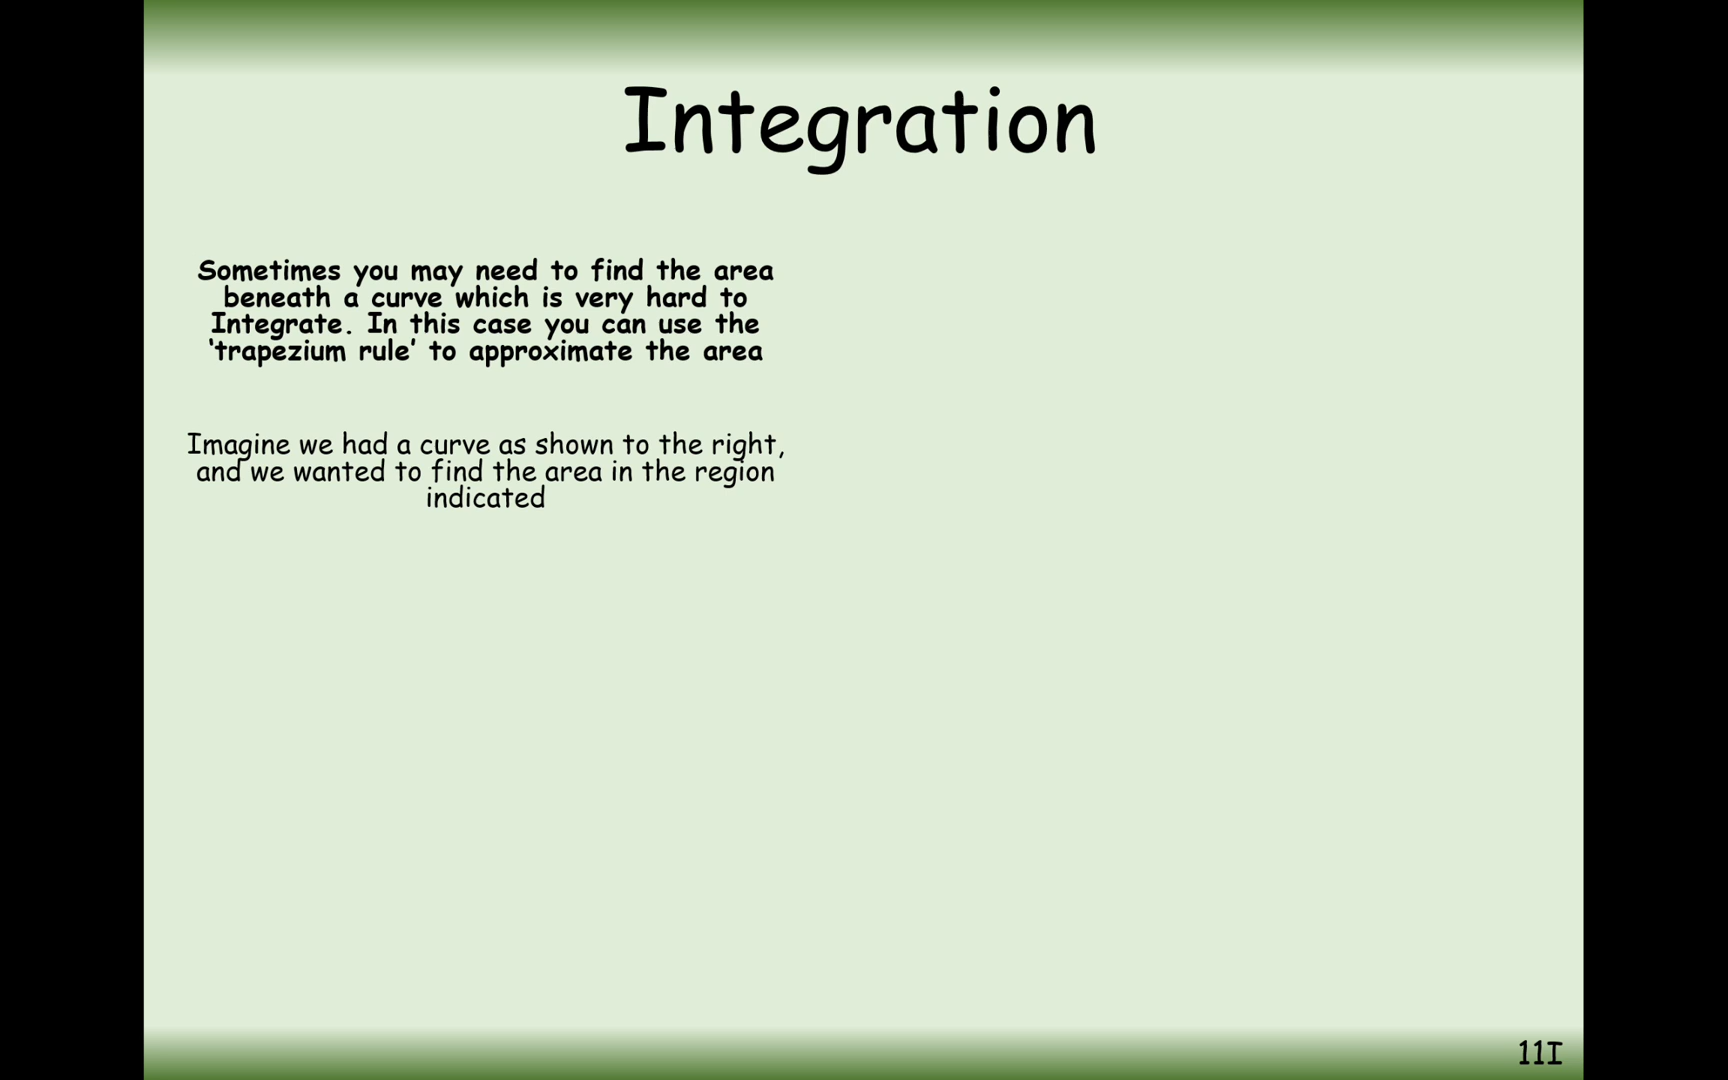 Integration
Sometimes you may need to find the area
beneath a curve which is very hard to
Integrate. In this case you can use the
‘trapezium rule’ to approximate the area
Imagine we had a curve as shown to the right,
and we wanted to find the area in the region
indicated
11I